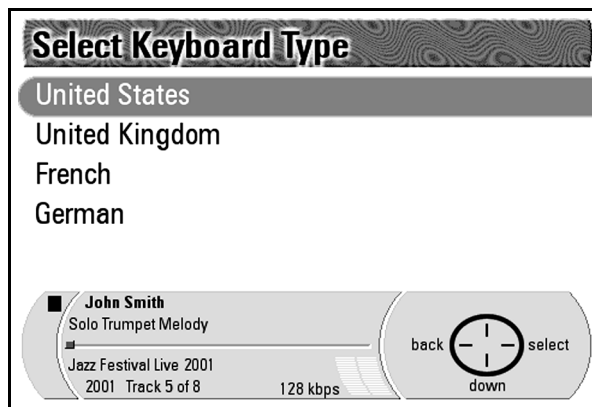 Select Keyboard Type
United States
United Kingdom
French
German
John Smith
Solo Trumpet Melody
Jazz Festival Live 2001
2001 Track 5 of 8 128 kbps
back select
down